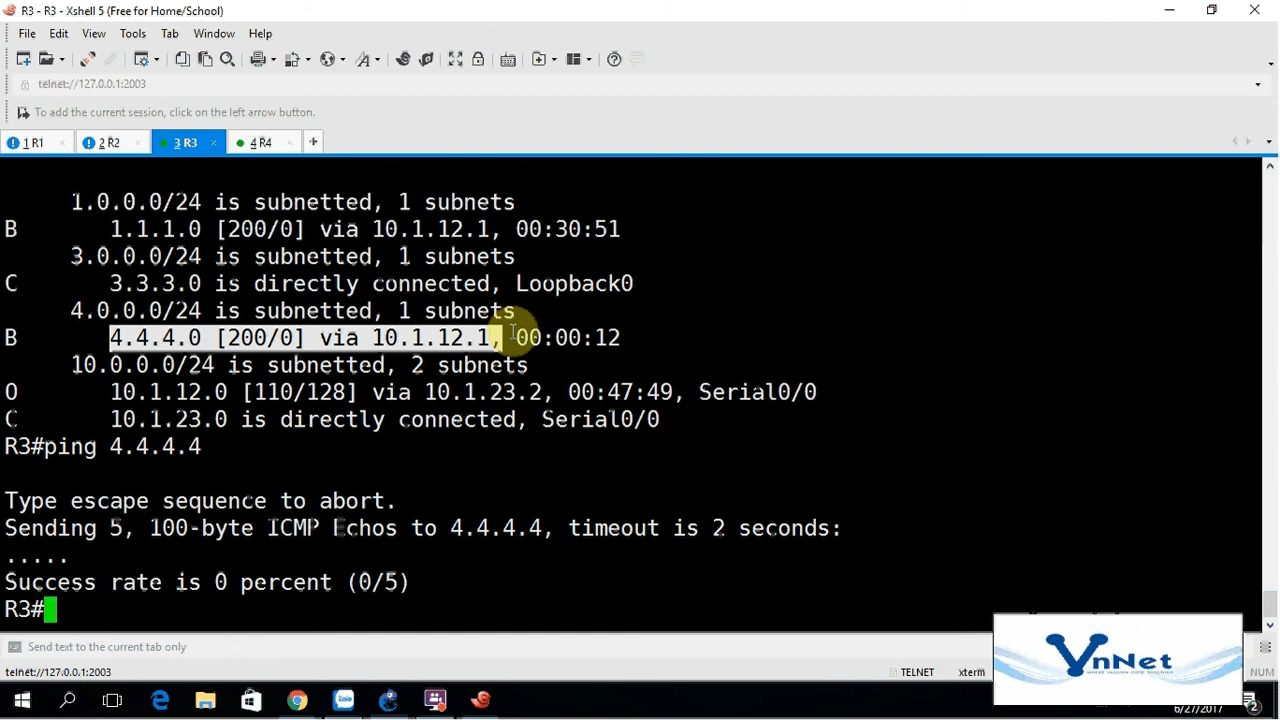 R3 - R3 - Xshell 5 (Free for Home/School)
File Edit View Tools Tab Window Help
telnet://127.0.0.1:2003
To add the current session, click on the left arrow button.
1 R1 2 R2 3 R3 4 R4
1.0.0.0/24 is subnetted, 1 subnets
B 1.1.1.0 [200/0] via 10.1.12.1, 00:30:51
3.0.0.0/24 is subnetted, 1 subnets
C 3.3.3.0 is directly connected, Loopback0
4.0.0.0/24 is subnetted, 1 subnets
B 4.4.4.0 [200/0] via 10.1.12.1, 00:00:12
10.0.0.0/24 is subnetted, 2 subnets
O 10.1.12.0 [110/128] via 10.1.23.2, 00:47:49, Serial0/0
C 10.1.23.0 is directly connected, Serial0/0
R3#ping 4.4.4.4
Type escape sequence to abort.
Sending 5, 100-byte ICMP Echos to 4.4.4.4, timeout is 2 seconds:
.....
Success rate is 0 percent (0/5)
R3#
Send text to the current tab only
telnet://127.0.0.1:2003 TELNET xterm NUM
VnNet
Zalo
6/27/2017
2